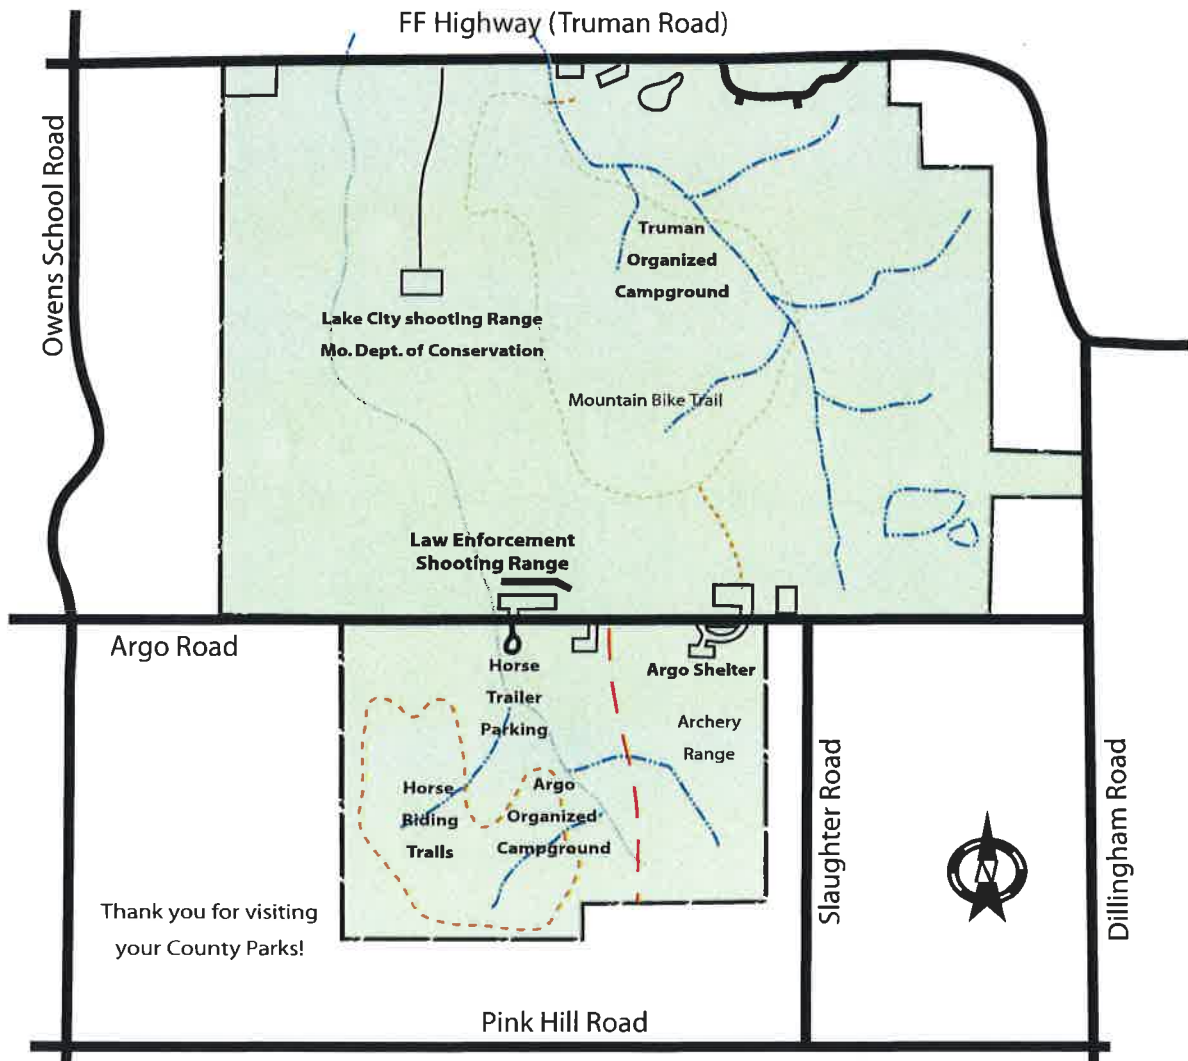 FF Highway (Truman Road)
Owens School Road
Truman
Organized
Campground
Lake City shooting Range
Mo. Dept. of Conservation
Mountain Bike Trail
Law Enforcement
Shooting Range
Argo Road
Horse
Trailer
Parking
Argo Shelter
Archery
Range
Horse
Riding
Trails
Argo
Organized
Campground
Slaughter Road
Dillingham Road
N
Thank you for visiting
your County Parks!
Pink Hill Road